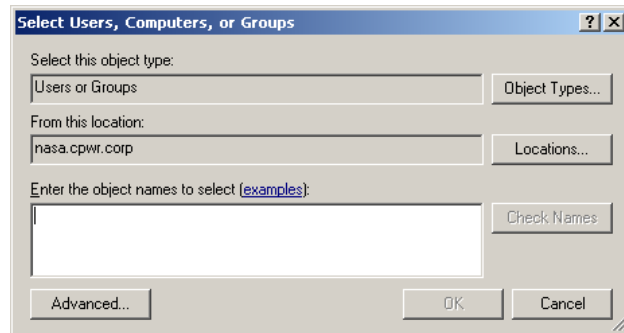 Select Users, Computers, or Groups
Select this object type:
Users or Groups
Object Types...
From this location:
nasa.cpwr.corp
Locations...
Enter the object names to select (examples):
Check Names
Advanced...
OK
Cancel